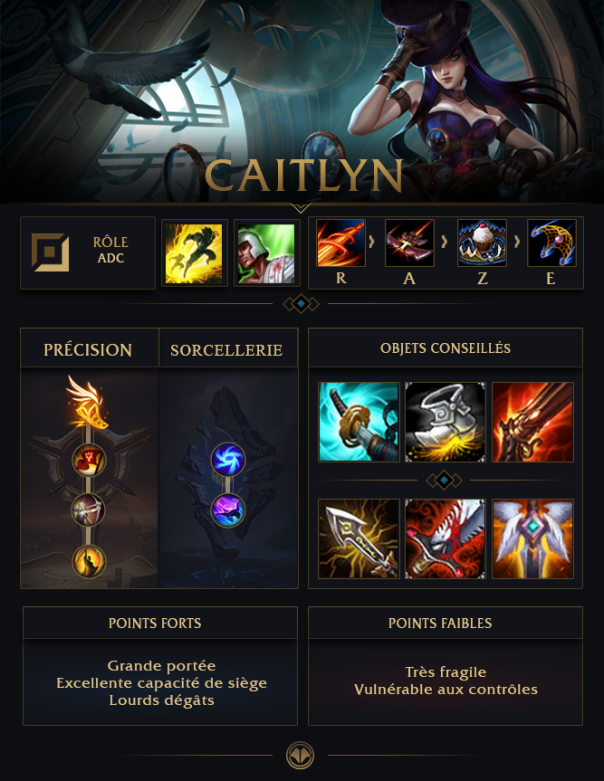 CAITLYN
RÔLE
ADC
R
A
Z
E
PRÉCISION
SORCELLERIE
OBJETS CONSEILLÉS
POINTS FORTS
Grande portée
Excellente capacité de siège
Lourds dégâts
POINTS FAIBLES
Très fragile
Vulnérable aux contrôles